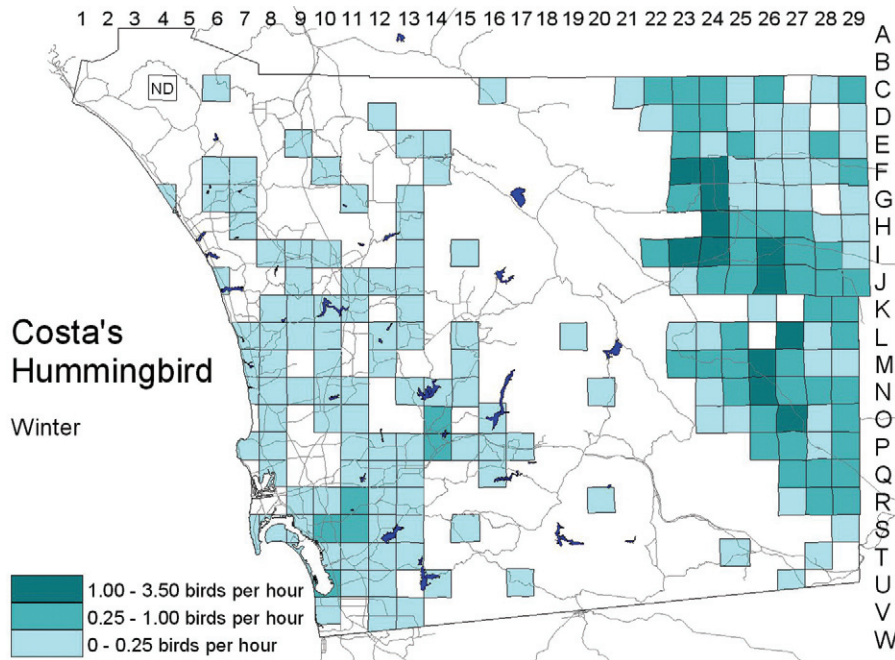 1 2 3 4 5 6 7 8 9 10 11 12 13 14 15 16 17 18 19 20 21 22 23 24 25 26 27 28 29
A
B
C
D
E
F
G
H
I
J
K
L
M
N
O
P
Q
R
S
T
U
V
W
ND
Costa's
Hummingbird
Winter
1.00 - 3.50 birds per hour
0.25 - 1.00 birds per hour
0 - 0.25 birds per hour